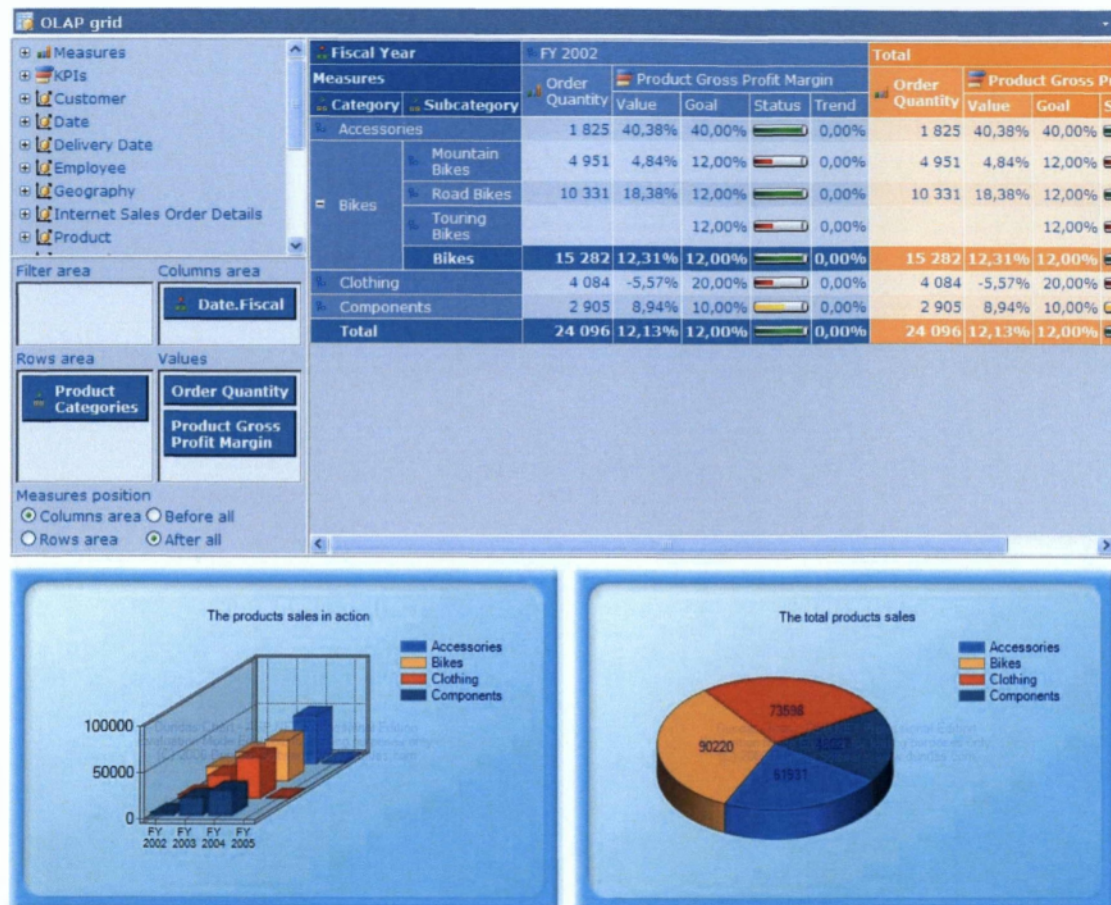 OLAP grid
Measures
KPIs
Customer
Date
Delivery Date
Employee
Geography
Internet Sales Order Details
Product
Filter area Columns area
Date.Fiscal
Rows area Values
Product Categories
Order Quantity
Product Gross Profit Margin
Measures position
Columns area Before all
Rows area After all
Fiscal Year FY 2002 Total
Measures Order Quantity Product Gross Profit Margin Order Quantity Product Gross P
Category Subcategory Value Goal Status Trend Value Goal S
Accessories 1 825 40,38% 40,00% 0,00% 1 825 40,38% 40,00%
Bikes
Mountain Bikes 4 951 4,84% 12,00% 0,00% 4 951 4,84% 12,00%
Road Bikes 10 331 18,38% 12,00% 0,00% 10 331 18,38% 12,00%
Touring Bikes 12,00% 0,00% 12,00%
Bikes 15 282 12,31% 12,00% 0,00% 15 282 12,31% 12,00%
Clothing 4 084 -5,57% 20,00% 0,00% 4 084 -5,57% 20,00%
Components 2 905 8,94% 10,00% 0,00% 2 905 8,94% 10,00%
Total 24 096 12,13% 12,00% 0,00% 24 096 12,13% 12,00%
The products sales in action
Accessories
Bikes
Clothing
Components
100000
50000
0
FY 2002 FY 2003 FY 2004 FY 2005
The total products sales
Accessories
Bikes
Clothing
Components
73598
90220
61931